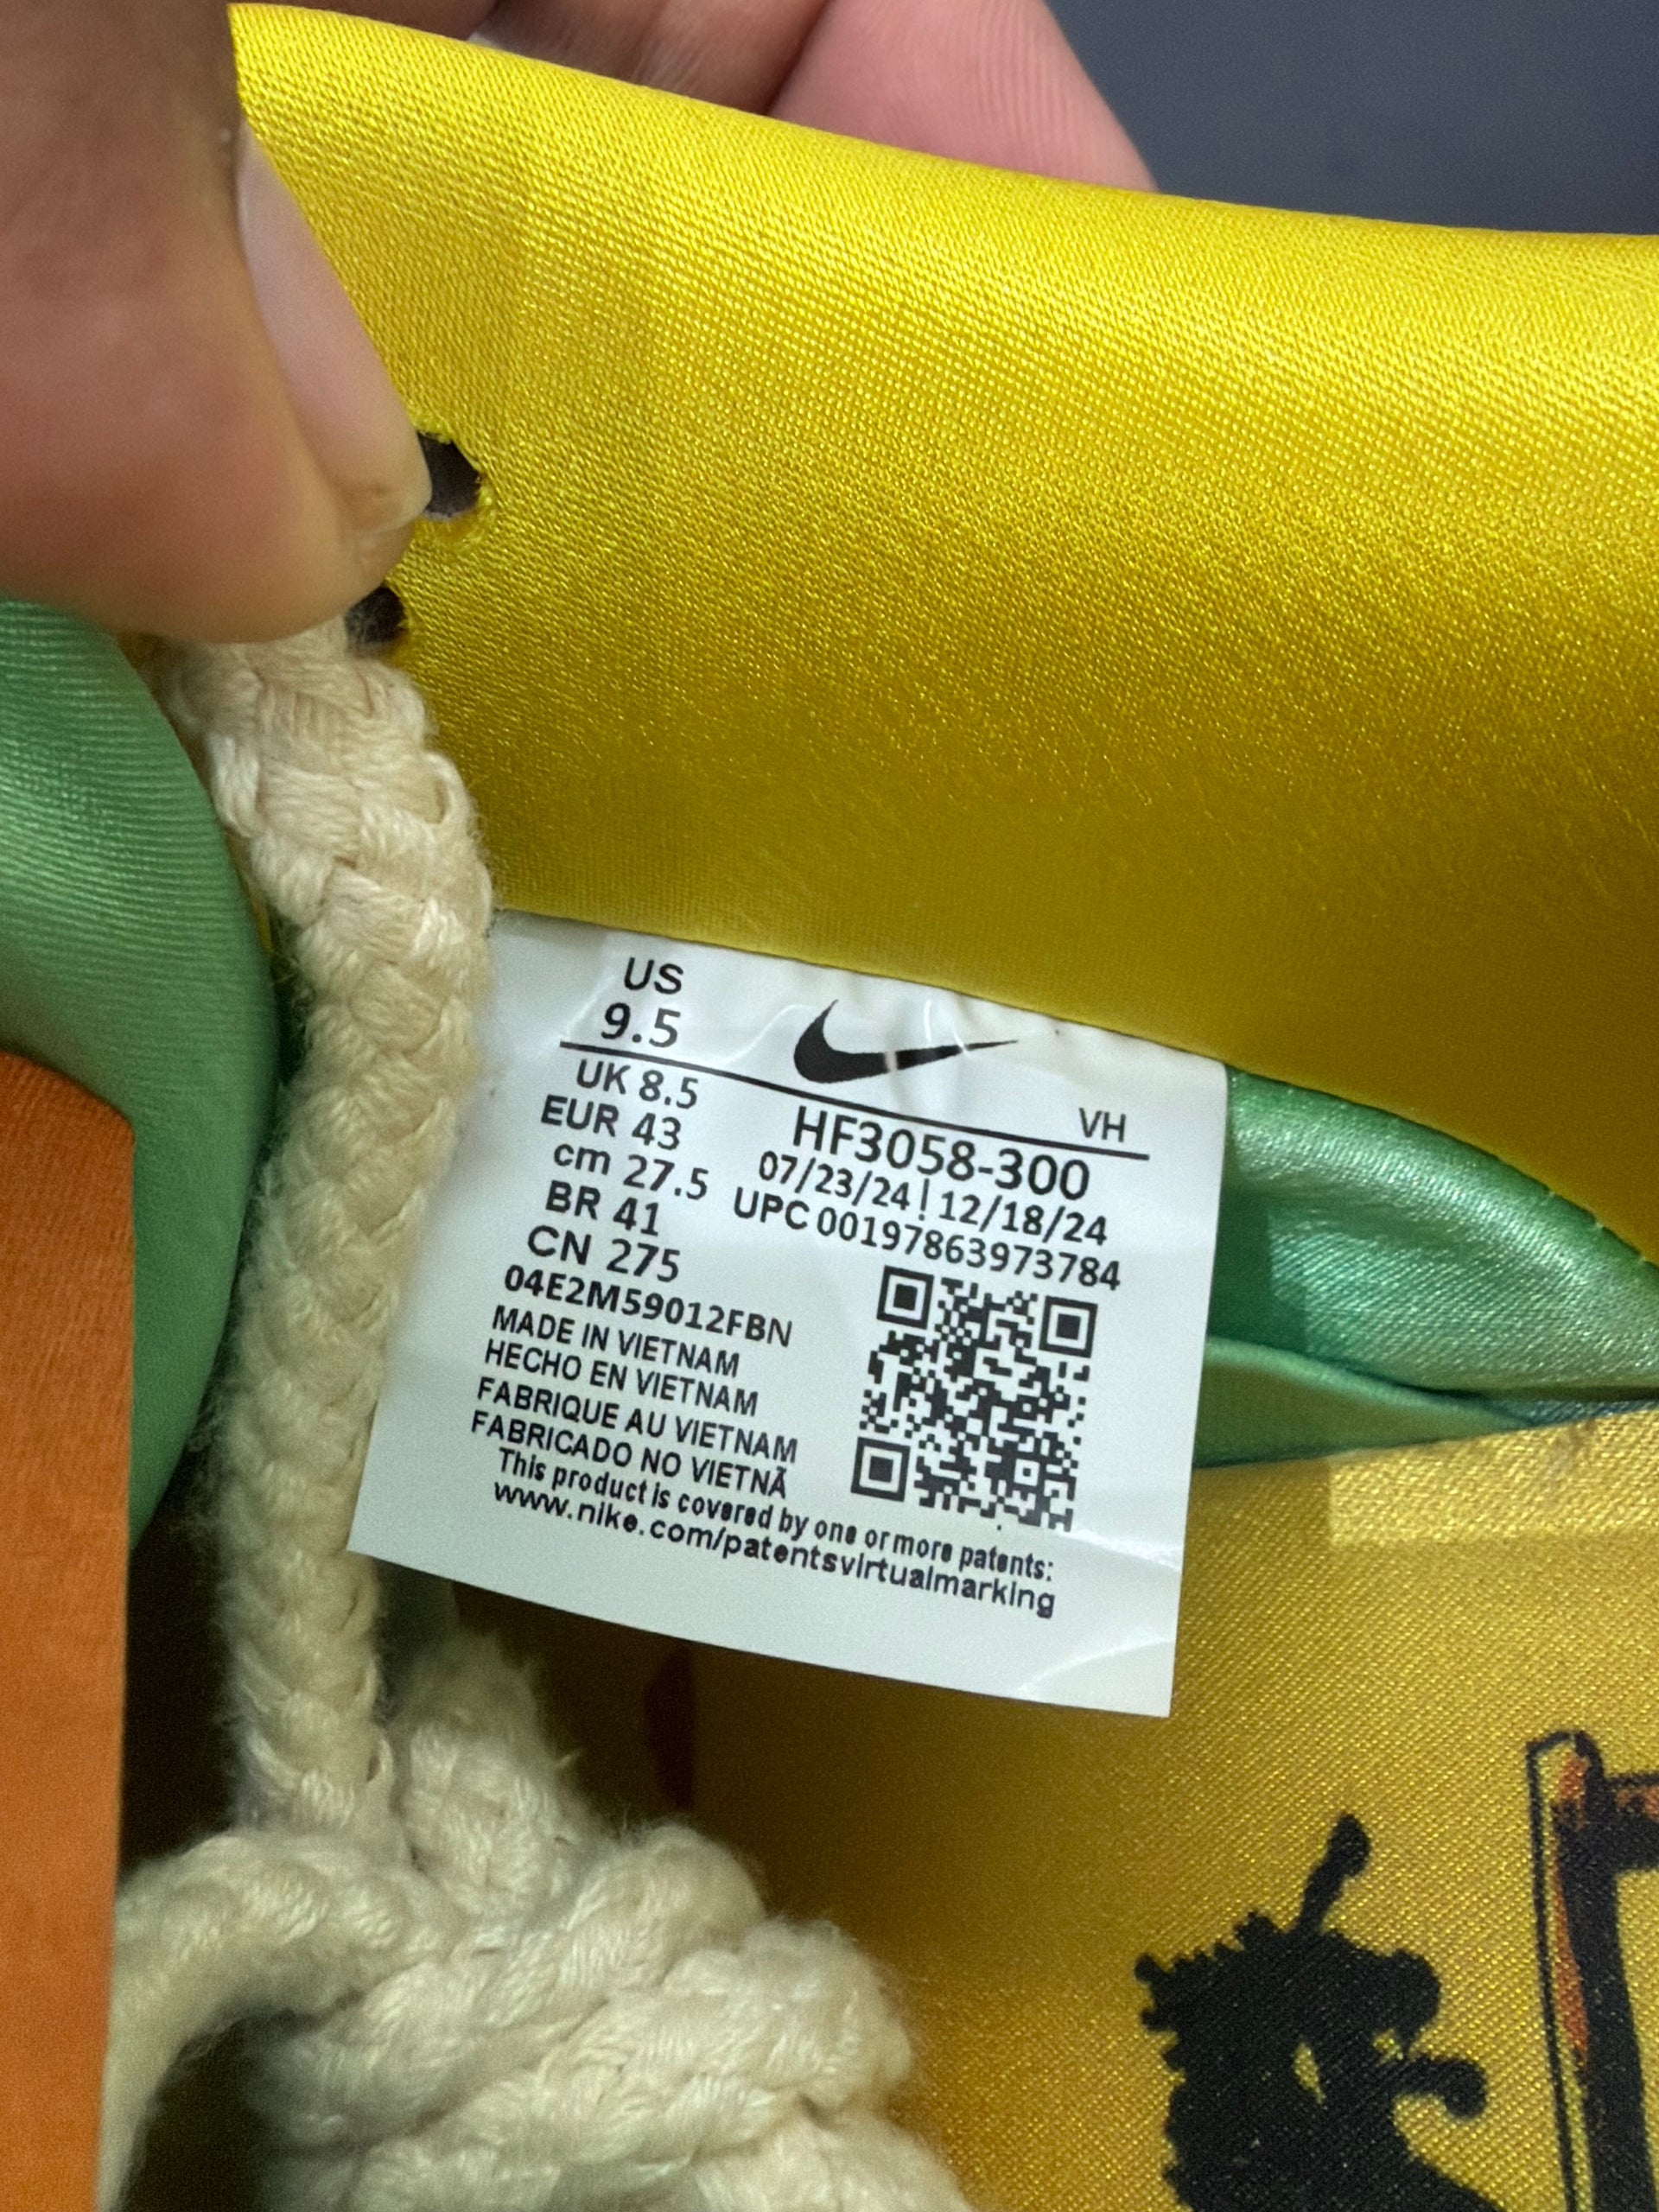 US
9.5
UK 8.5
EUR 43
cm 27.5
BR 41
CN 275
VH
HF3058-300
07/23/24 | 12/18/24
UPC 00197863973784
04E2M59012FBN
MADE IN VIETNAM
HECHO EN VIETNAM
FABRIQUE AU VIETNAM
FABRICADO NO VIETNÃ
This product is covered by one or more patents:
www.nike.com/patentsvirtualmarking